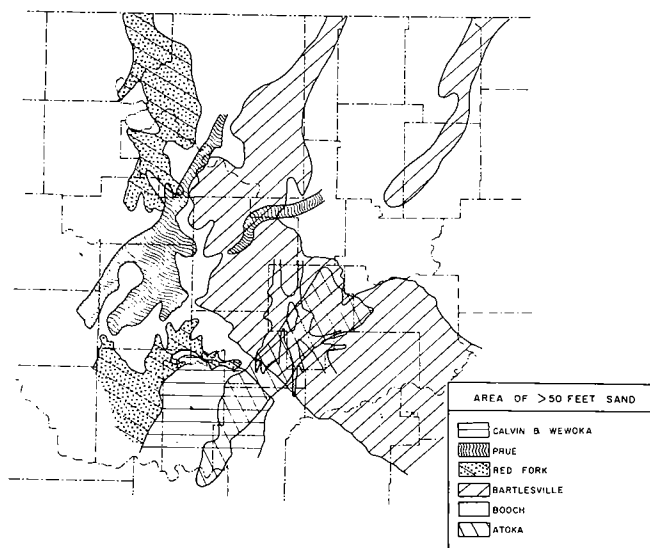 AREA OF >50 FEET SAND
CALVIN & WEWOKA
PRUE
RED FORK
BARTLESVILLE
BOOCH
ATOKA